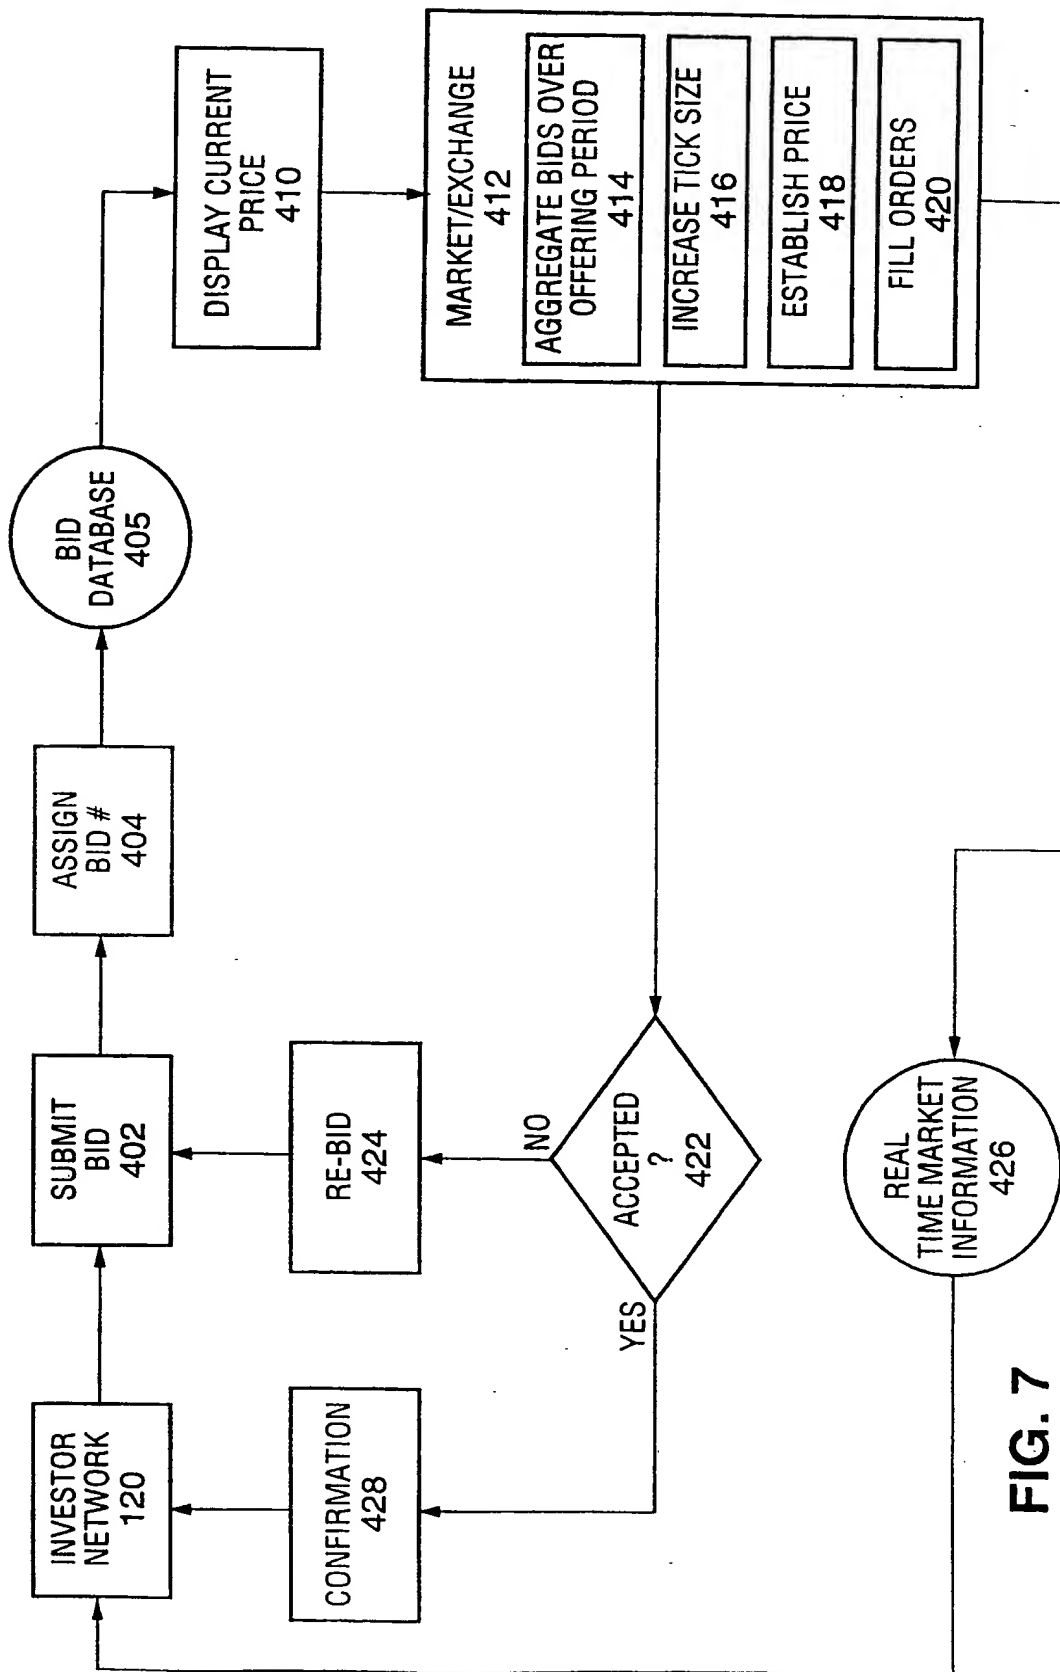 INVESTOR
NETWORK
120
SUBMIT
BID
402
ASSIGN
BID #
404
BID
DATABASE
405
DISPLAY CURRENT
PRICE
410
MARKET/EXCHANGE
412
AGGREGATE BIDS OVER
OFFERING PERIOD
414
INCREASE TICK SIZE
416
ESTABLISH PRICE
418
FILL ORDERS
420
CONFIRMATION
428
RE-BID
424
NO
YES
ACCEPTED
?
422
REAL
TIME MARKET
INFORMATION
426
FIG. 7